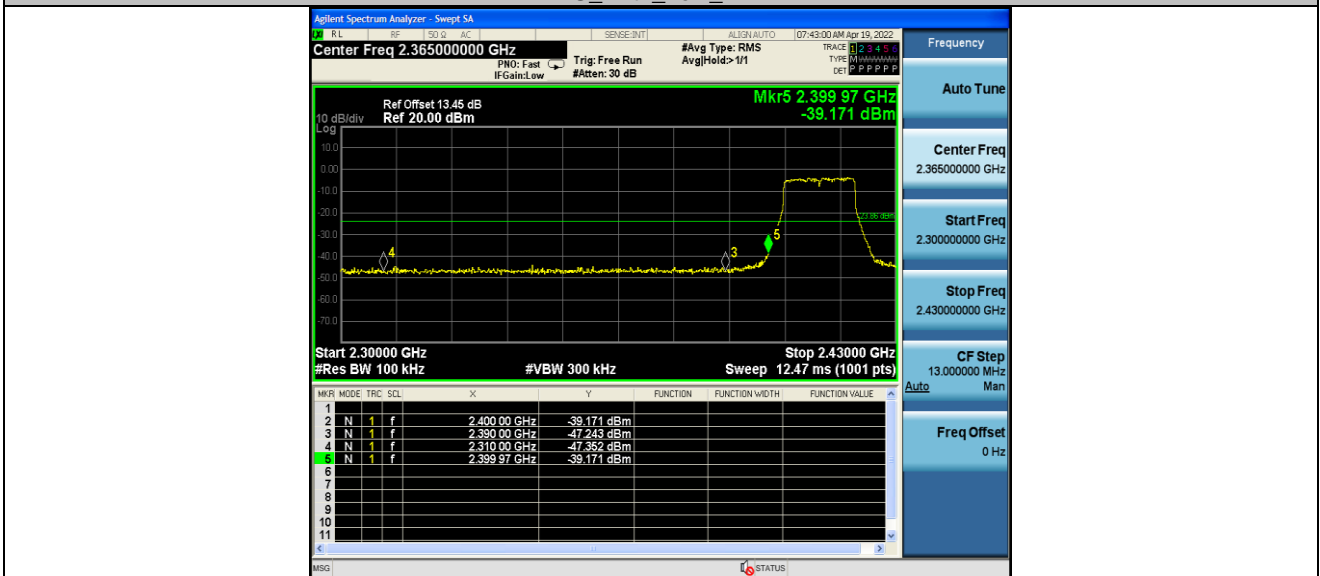 Agilent Spectrum Analyzer - Swept SA
RL RF 50 Ω AC SENSE:INT ALIGN AUTO 07:43:00 AM Apr 19, 2022
Center Freq 2.365000000 GHz
PNO: Fast
IFGain:Low
Trig: Free Run
#Atten: 30 dB
#Avg Type: RMS
Avg|Hold:>1/1
TRACE 1 2 3 4 5 6
TYPE M
DET P P P P P P
Mkr5 2.399 97 GHz
-39.171 dBm
Ref Offset 13.45 dB
10 dB/div Ref 20.00 dBm
Log
10.0
0.00
-10.0
-20.0
-30.0
-40.0
-50.0
-60.0
-70.0
-23.86 dBm
4
3
5
Start 2.30000 GHz Stop 2.43000 GHz
#Res BW 100 kHz #VBW 300 kHz Sweep 12.47 ms (1001 pts)
MKR MODE TRC SCL X Y FUNCTION FUNCTION WIDTH FUNCTION VALUE
1
2 N 1 f 2.400 00 GHz -39.171 dBm
3 N 1 f 2.390 00 GHz -47.243 dBm
4 N 1 f 2.310 00 GHz -47.352 dBm
5 N 1 f 2.399 97 GHz -39.171 dBm
6
7
8
9
10
11
MSG STATUS
Frequency
Auto Tune
Center Freq
2.365000000 GHz
Start Freq
2.300000000 GHz
Stop Freq
2.430000000 GHz
CF Step
13.000000 MHz
Auto Man
Freq Offset
0 Hz